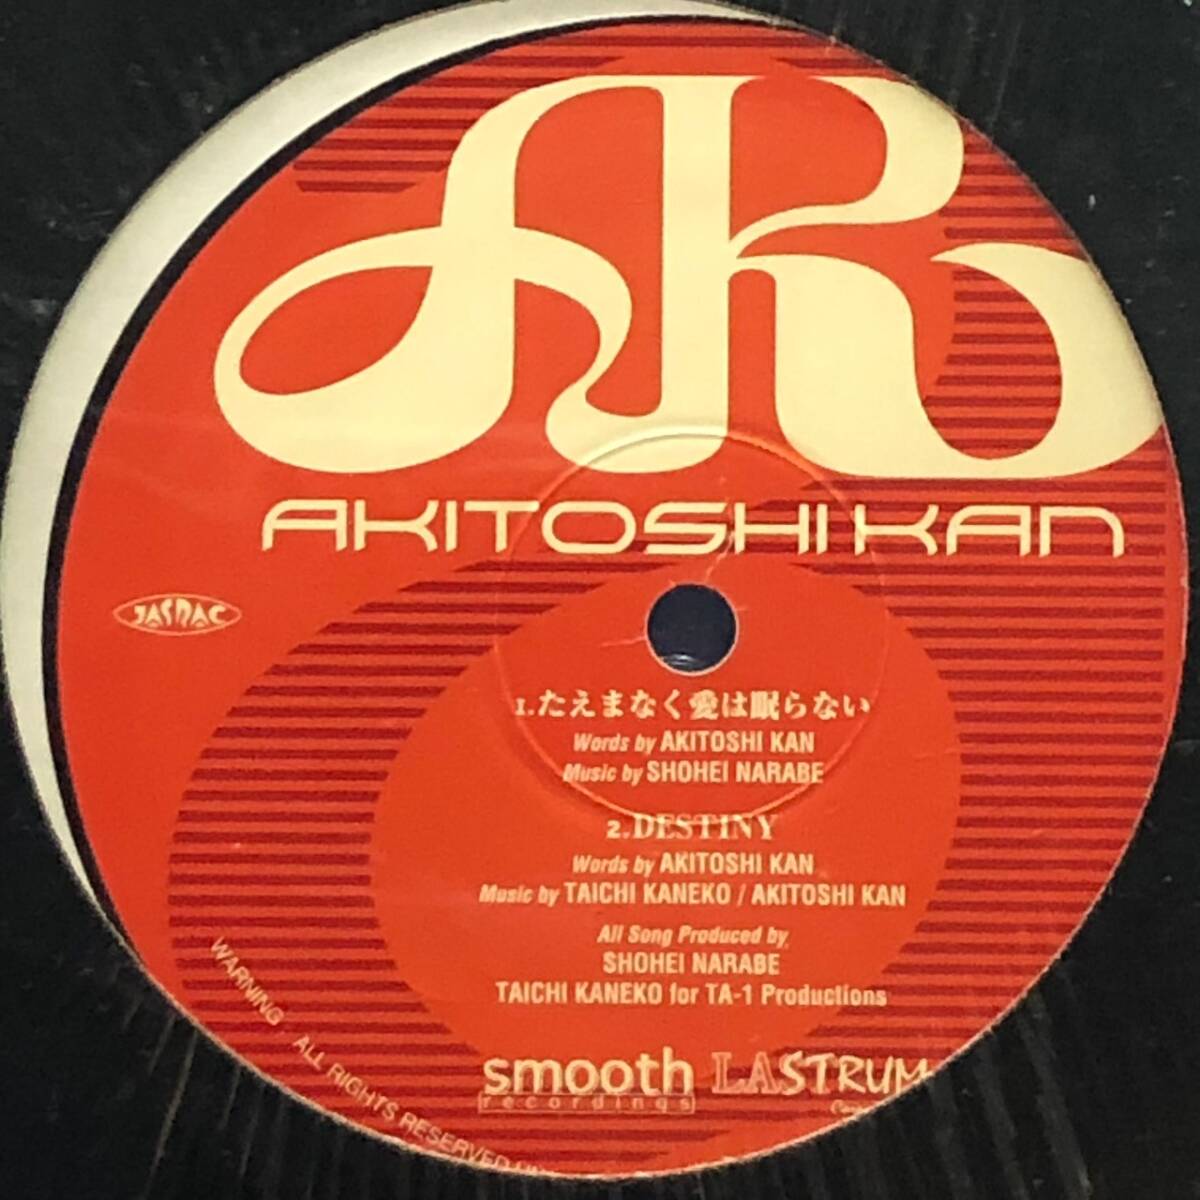 AK
AKITOSHI KAN
JASRAC
1.たえまなく愛は眠らない
Words by AKITOSHI KAN
Music by SHOHEI NARABE
2.DESTINY
Words by AKITOSHI KAN
Music by TAICHI KANEKO / AKITOSHI KAN
All Song Produced by
SHOHEI NARABE
TAICHI KANEKO for TA-1 Productions
smooth
recordings
LASTRUM
WARNING - ALL RIGHTS RESERVED